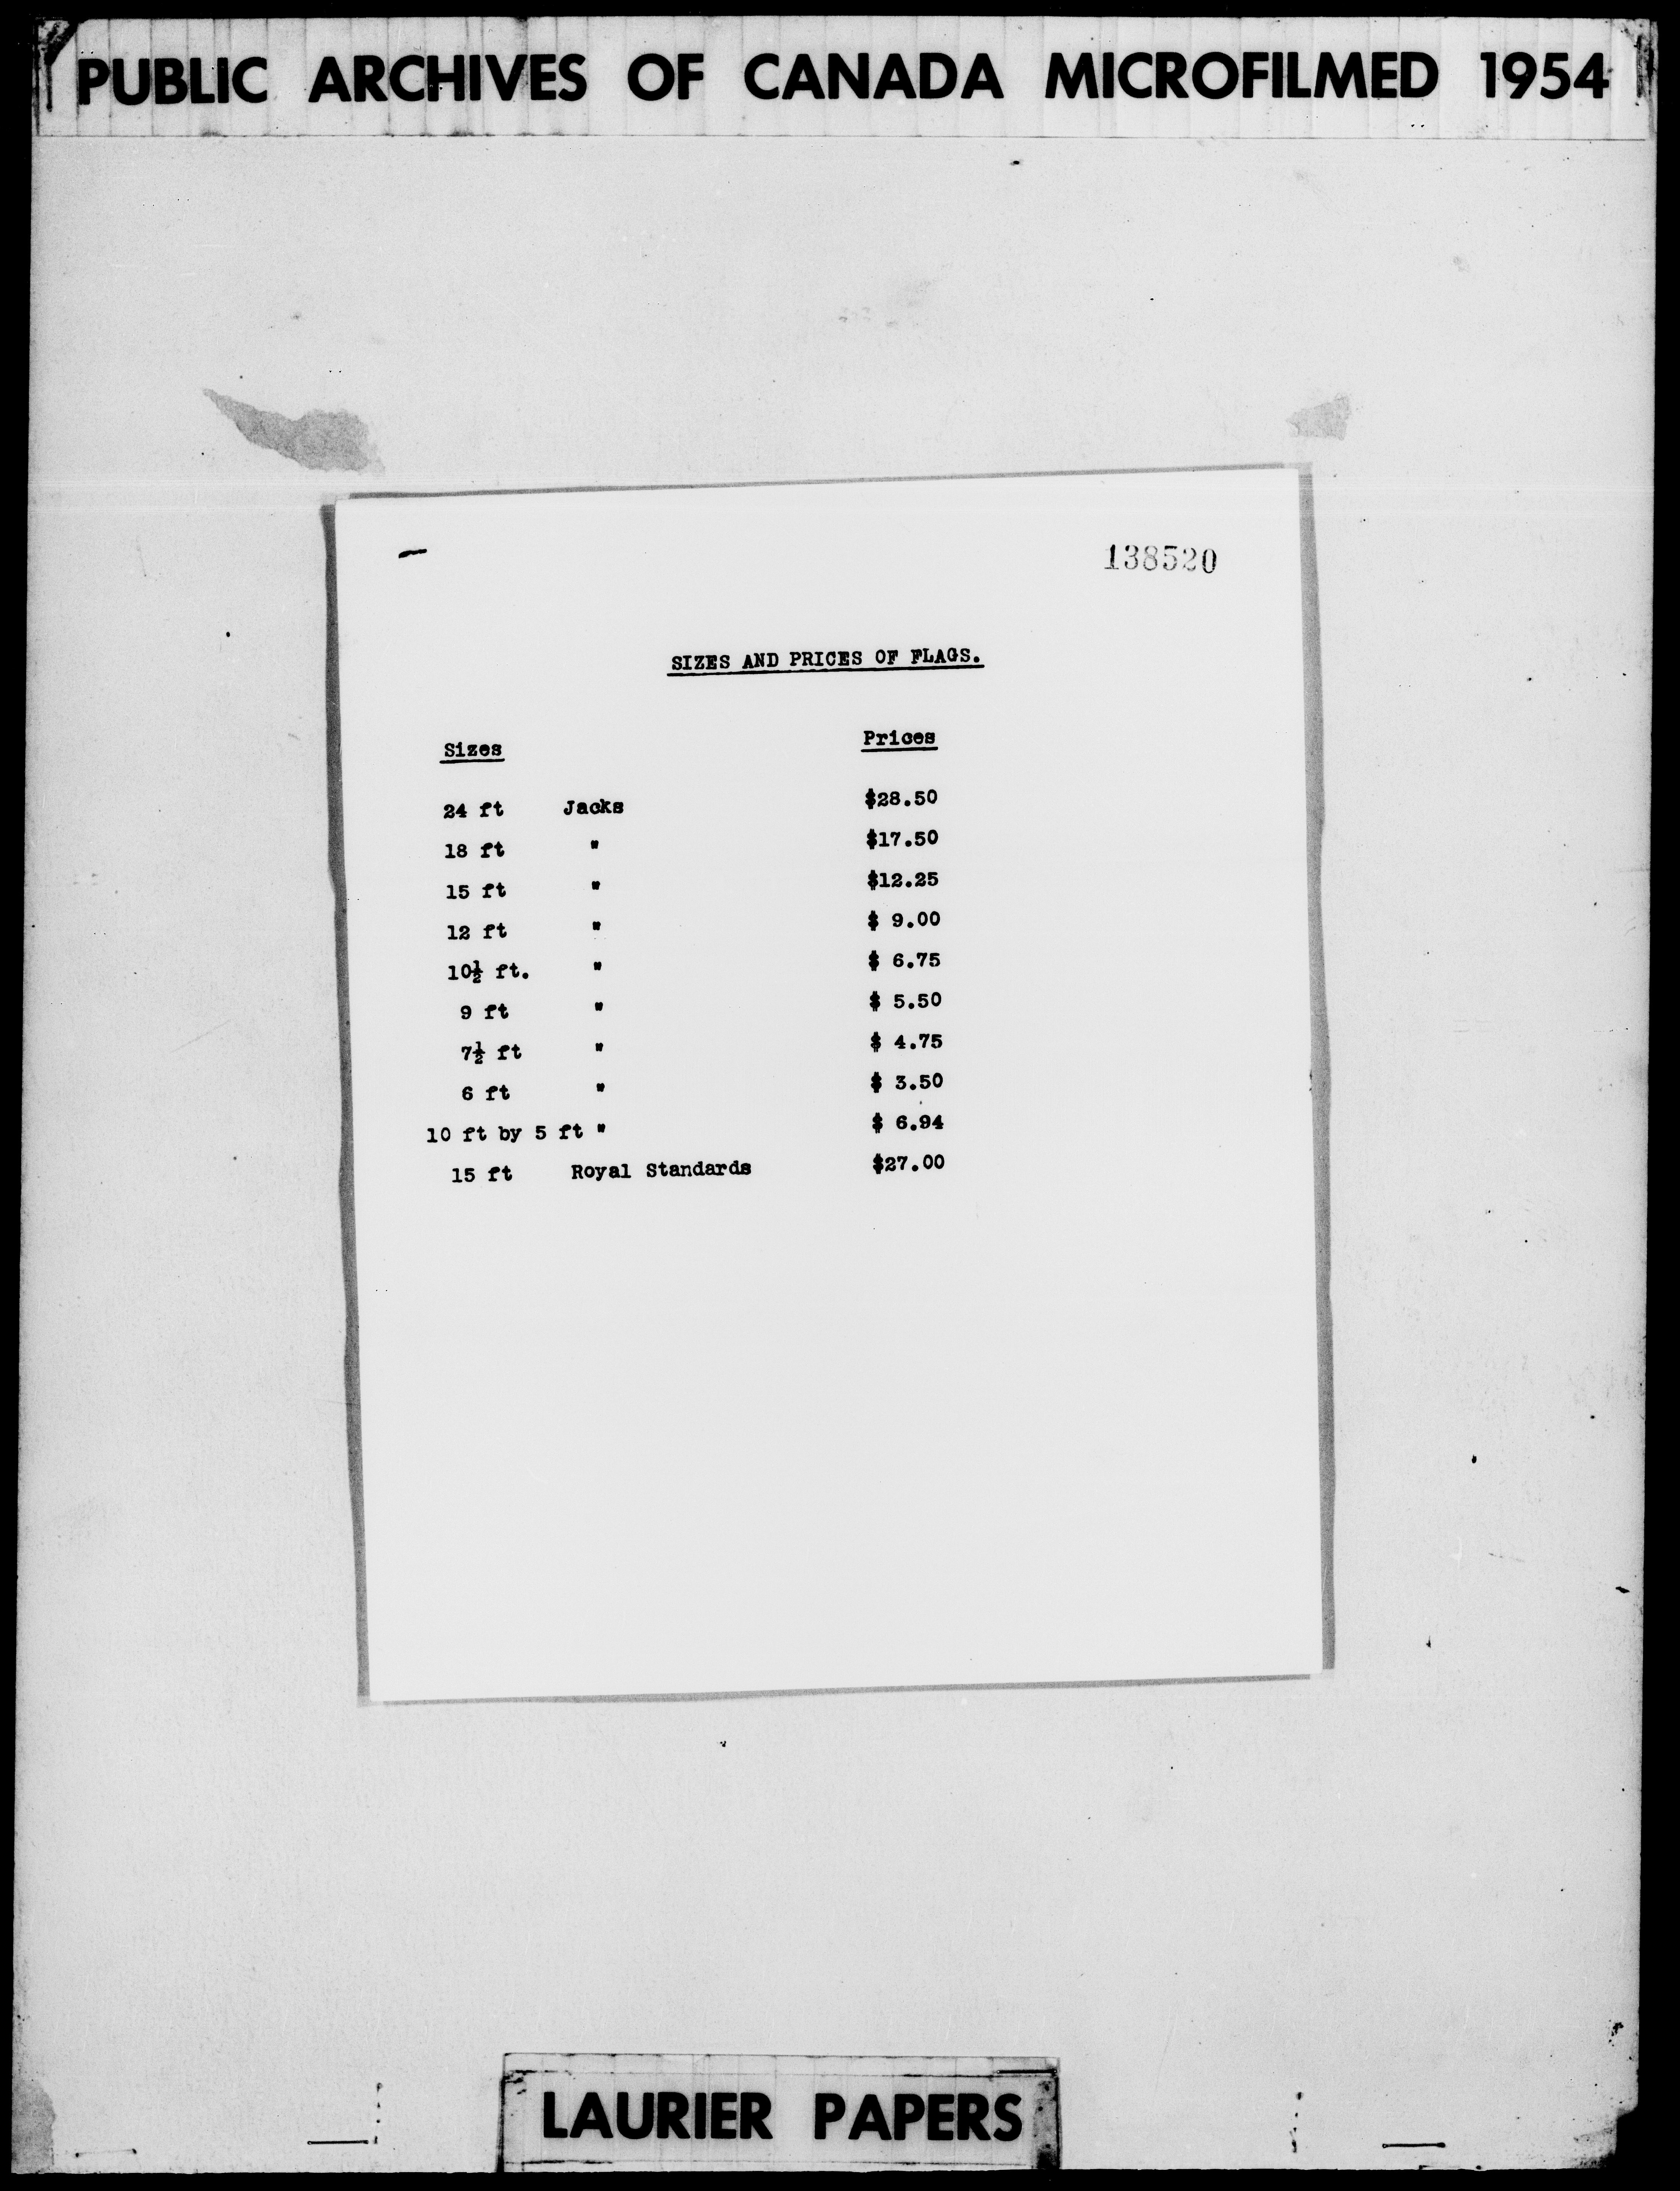 PUBLIC ARCHIVES OF CANADA MICROFILMED 1954
138520
SIZES AND PRICES OF FLAGS.
Sizes Prices
24 ft Jacks $28.50
18 ft " $17.50
15 ft " $12.25
12 ft " $ 9.00
10½ ft. " $ 6.75
9 ft " $ 5.50
7½ ft " $ 4.75
6 ft " $ 3.50
10 ft by 5 ft " $ 6.94
15 ft Royal Standards $27.00
LAURIER PAPERS